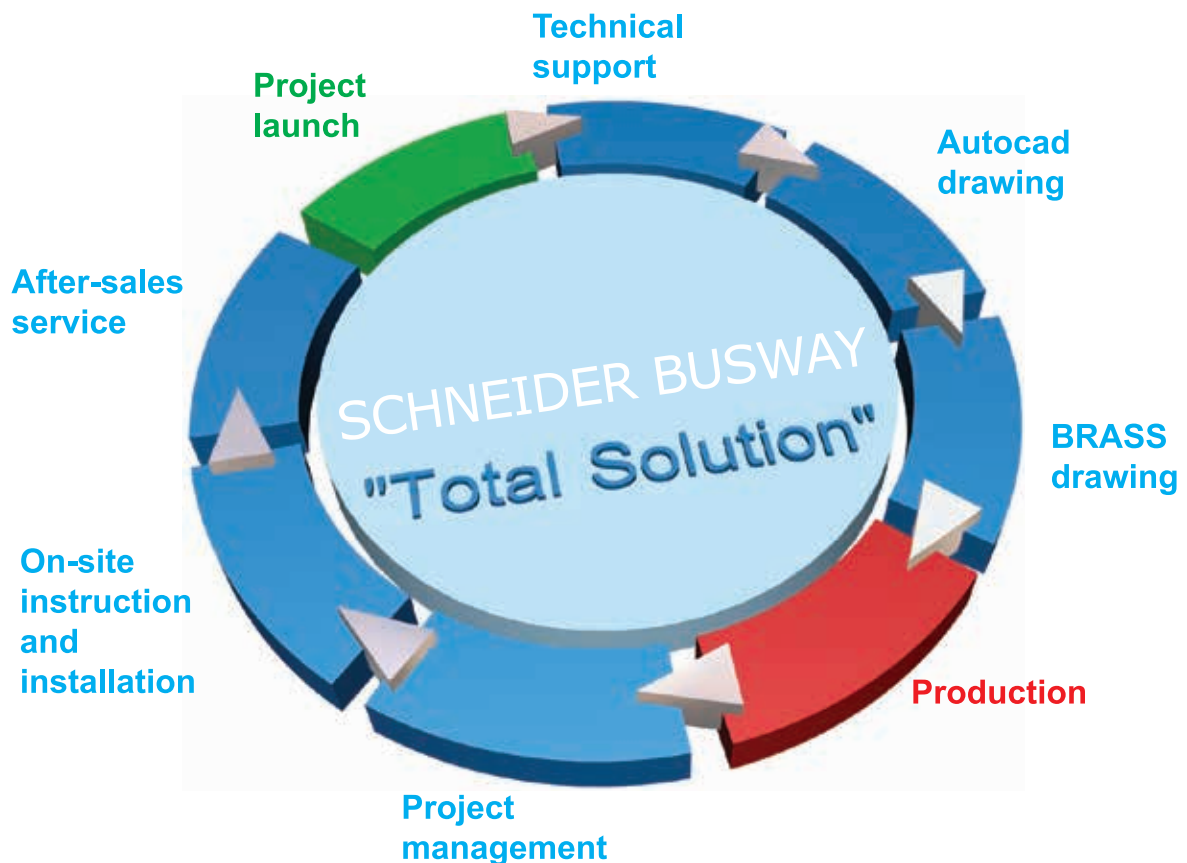 Technical
support
Project
launch
Autocad
drawing
After-sales
service
SCHNEIDER BUSWAY
"Total Solution"
BRASS
drawing
On-site
instruction
and
installation
Production
Project
management